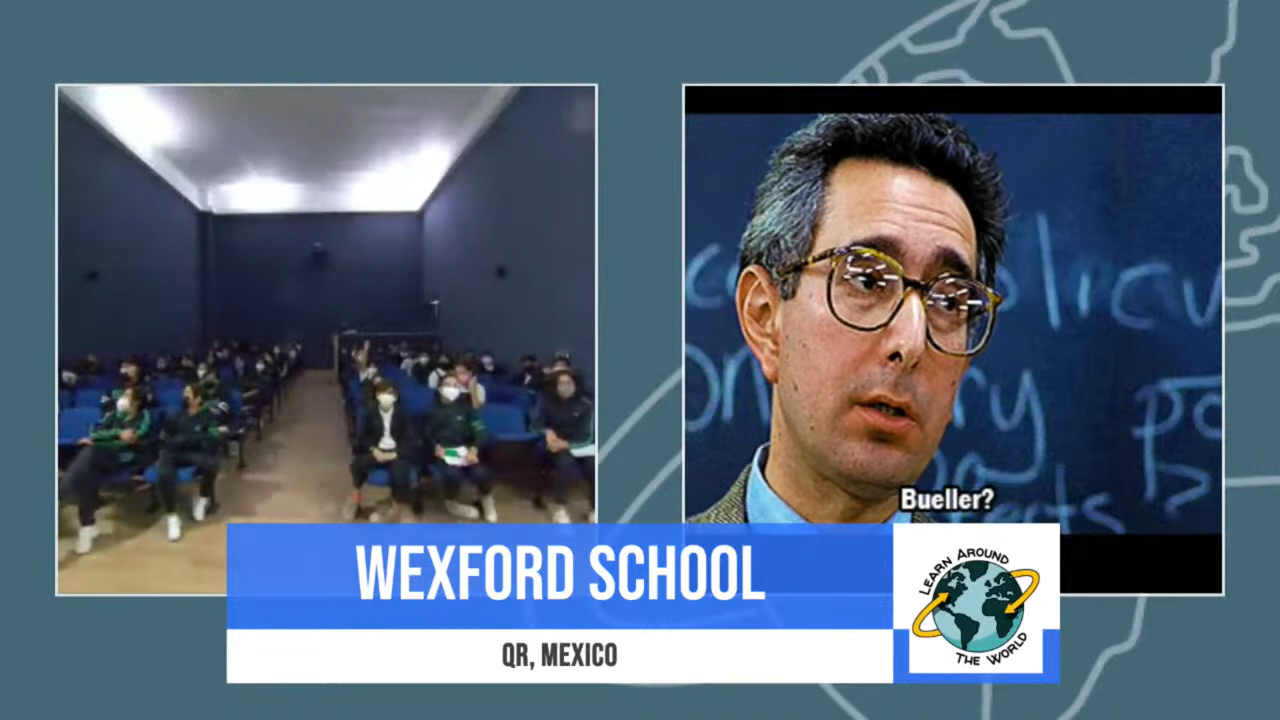 Bueller?
WEXFORD SCHOOL
QR, MEXICO
LEARN AROUND
THE WORLD